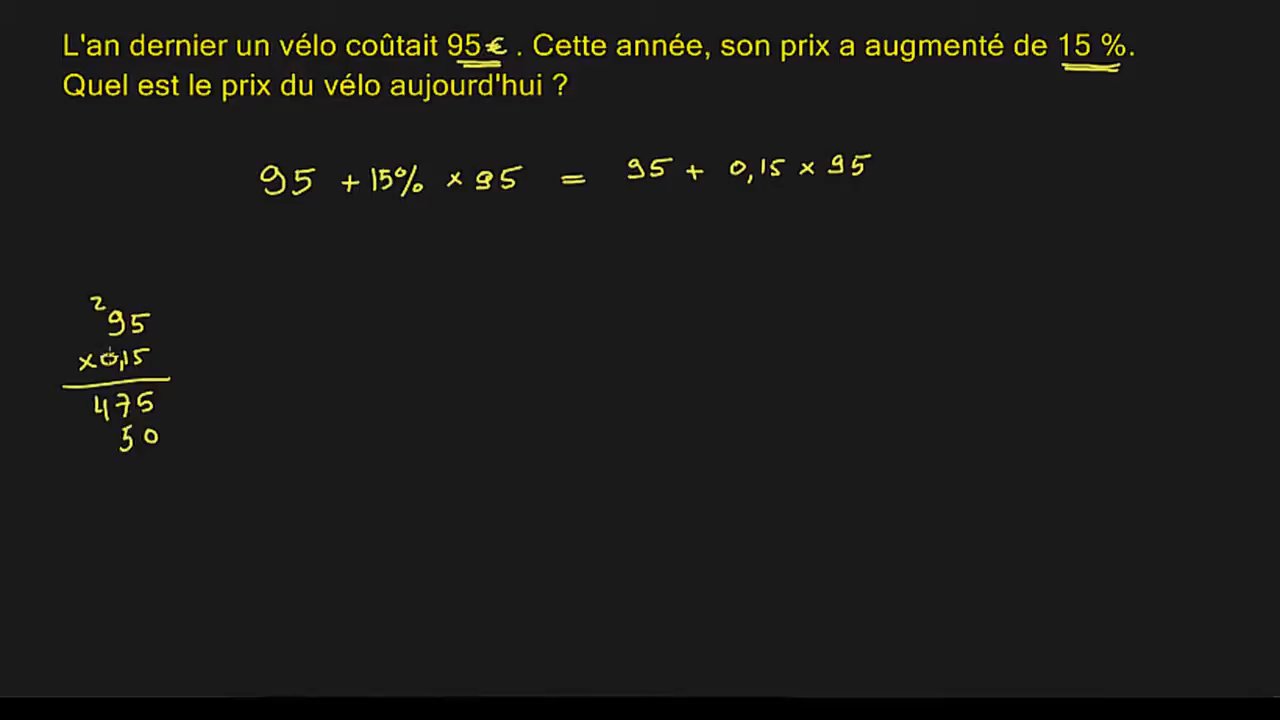 L'an dernier un vélo coûtait 95€ . Cette année, son prix a augmenté de 15 %.
Quel est le prix du vélo aujourd'hui ?
95 + 15% × 95 = 95 + 0,15 × 95
2
95
×0,15
475
50